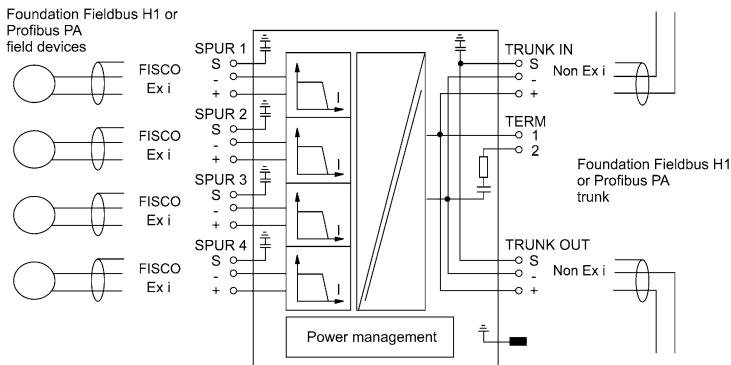 Foundation Fieldbus H1 or
Profibus PA
field devices
SPUR 1
S
-
+
FISCO
Ex i
SPUR 2
S
-
+
FISCO
Ex i
SPUR 3
S
-
+
FISCO
Ex i
SPUR 4
S
-
+
FISCO
Ex i
I
I
I
I
Power management
TRUNK IN
S
-
+
Non Ex i
TERM
1
2
Foundation Fieldbus H1
or Profibus PA
trunk
TRUNK OUT
S
-
+
Non Ex i